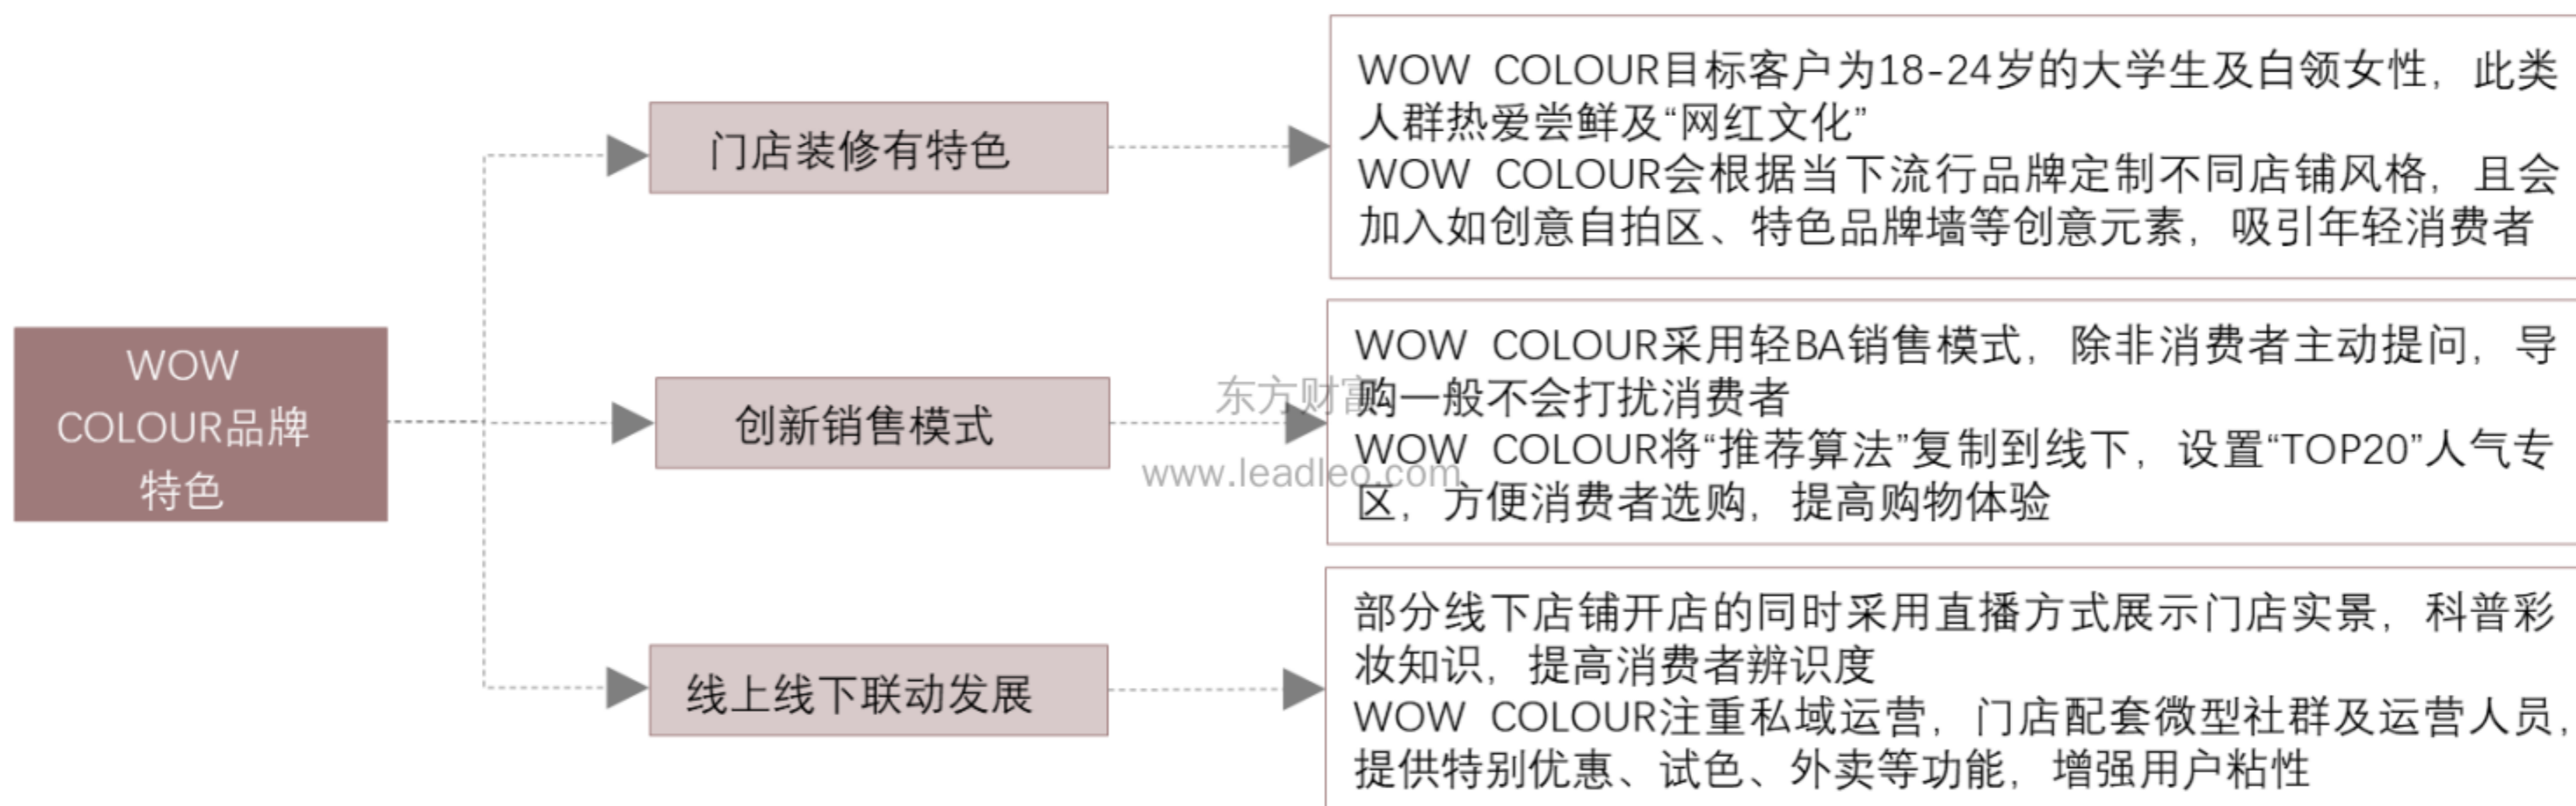 WOW
COLOUR品牌
特色
门店装修有特色
WOW COLOUR目标客户为18-24岁的大学生及白领女性，此类
人群热爱尝鲜及“网红文化”
WOW COLOUR会根据当下流行品牌定制不同店铺风格，且会
加入如创意自拍区、特色品牌墙等创意元素，吸引年轻消费者
创新销售模式
WOW COLOUR采用轻BA销售模式，除非消费者主动提问，导
购一般不会打扰消费者
WOW COLOUR将“推荐算法”复制到线下，设置“TOP20”人气专
区，方便消费者选购，提高购物体验
东方财富
www.leadleo.com
线上线下联动发展
部分线下店铺开店的同时采用直播方式展示门店实景，科普彩
妆知识，提高消费者辨识度
WOW COLOUR注重私域运营，门店配套微型社群及运营人员，
提供特别优惠、试色、外卖等功能，增强用户粘性